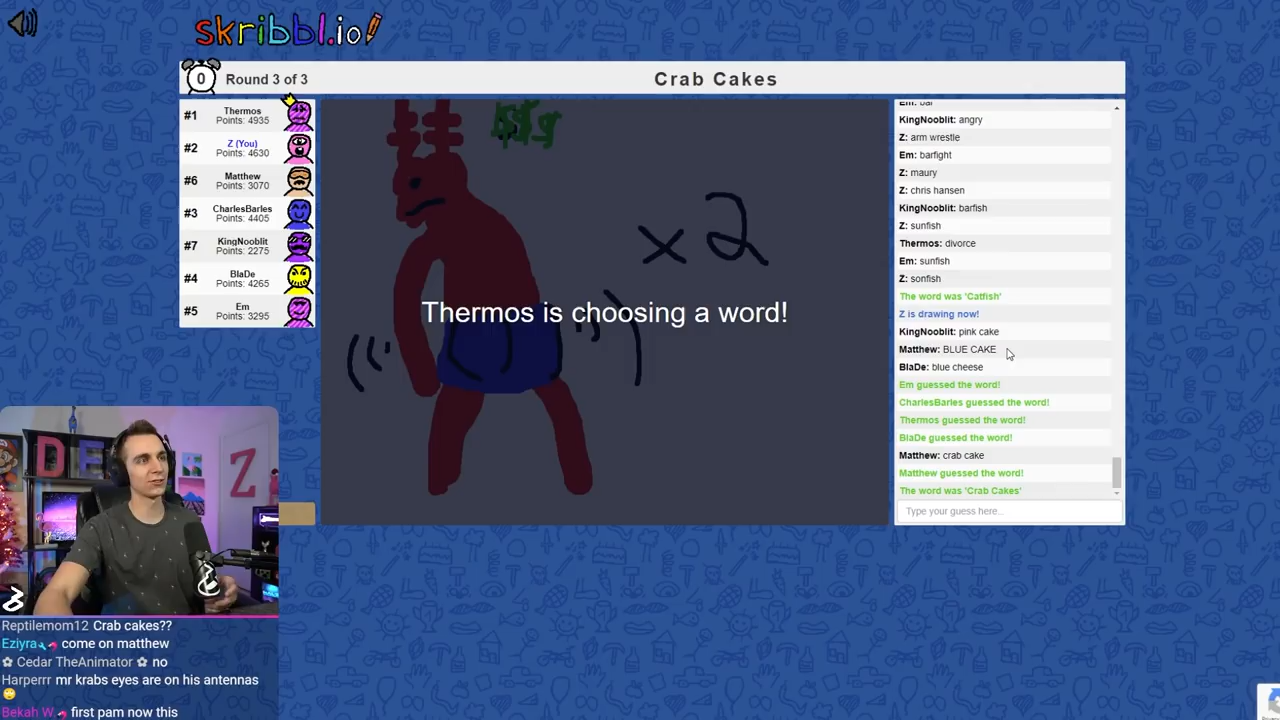 skribbl.io
0
Round 3 of 3
Crab Cakes
#1
Thermos
Points: 4935
#2
Z (You)
Points: 4630
#6
Matthew
Points: 3070
#3
CharlesBarles
Points: 4405
#7
KingNooblit
Points: 2275
#4
BlaDe
Points: 4265
#5
Em
Points: 3295
$$$
x2
Thermos is choosing a word!
Em: bar
KingNooblit: angry
Z: arm wrestle
Em: barfight
Z: maury
Z: chris hansen
KingNooblit: barfish
Z: sunfish
Thermos: divorce
Em: sunfish
Z: sonfish
The word was 'Catfish'
Z is drawing now!
KingNooblit: pink cake
Matthew: BLUE CAKE
BlaDe: blue cheese
Em guessed the word!
CharlesBarles guessed the word!
Thermos guessed the word!
BlaDe guessed the word!
Matthew: crab cake
Matthew guessed the word!
The word was 'Crab Cakes'
Type your guess here...
DE
Z
Reptilemom12 Crab cakes??
Eziyra come on matthew
Cedar TheAnimator no
Harperrr mr krabs eyes are on his antennas
Bekah W. first pam now this